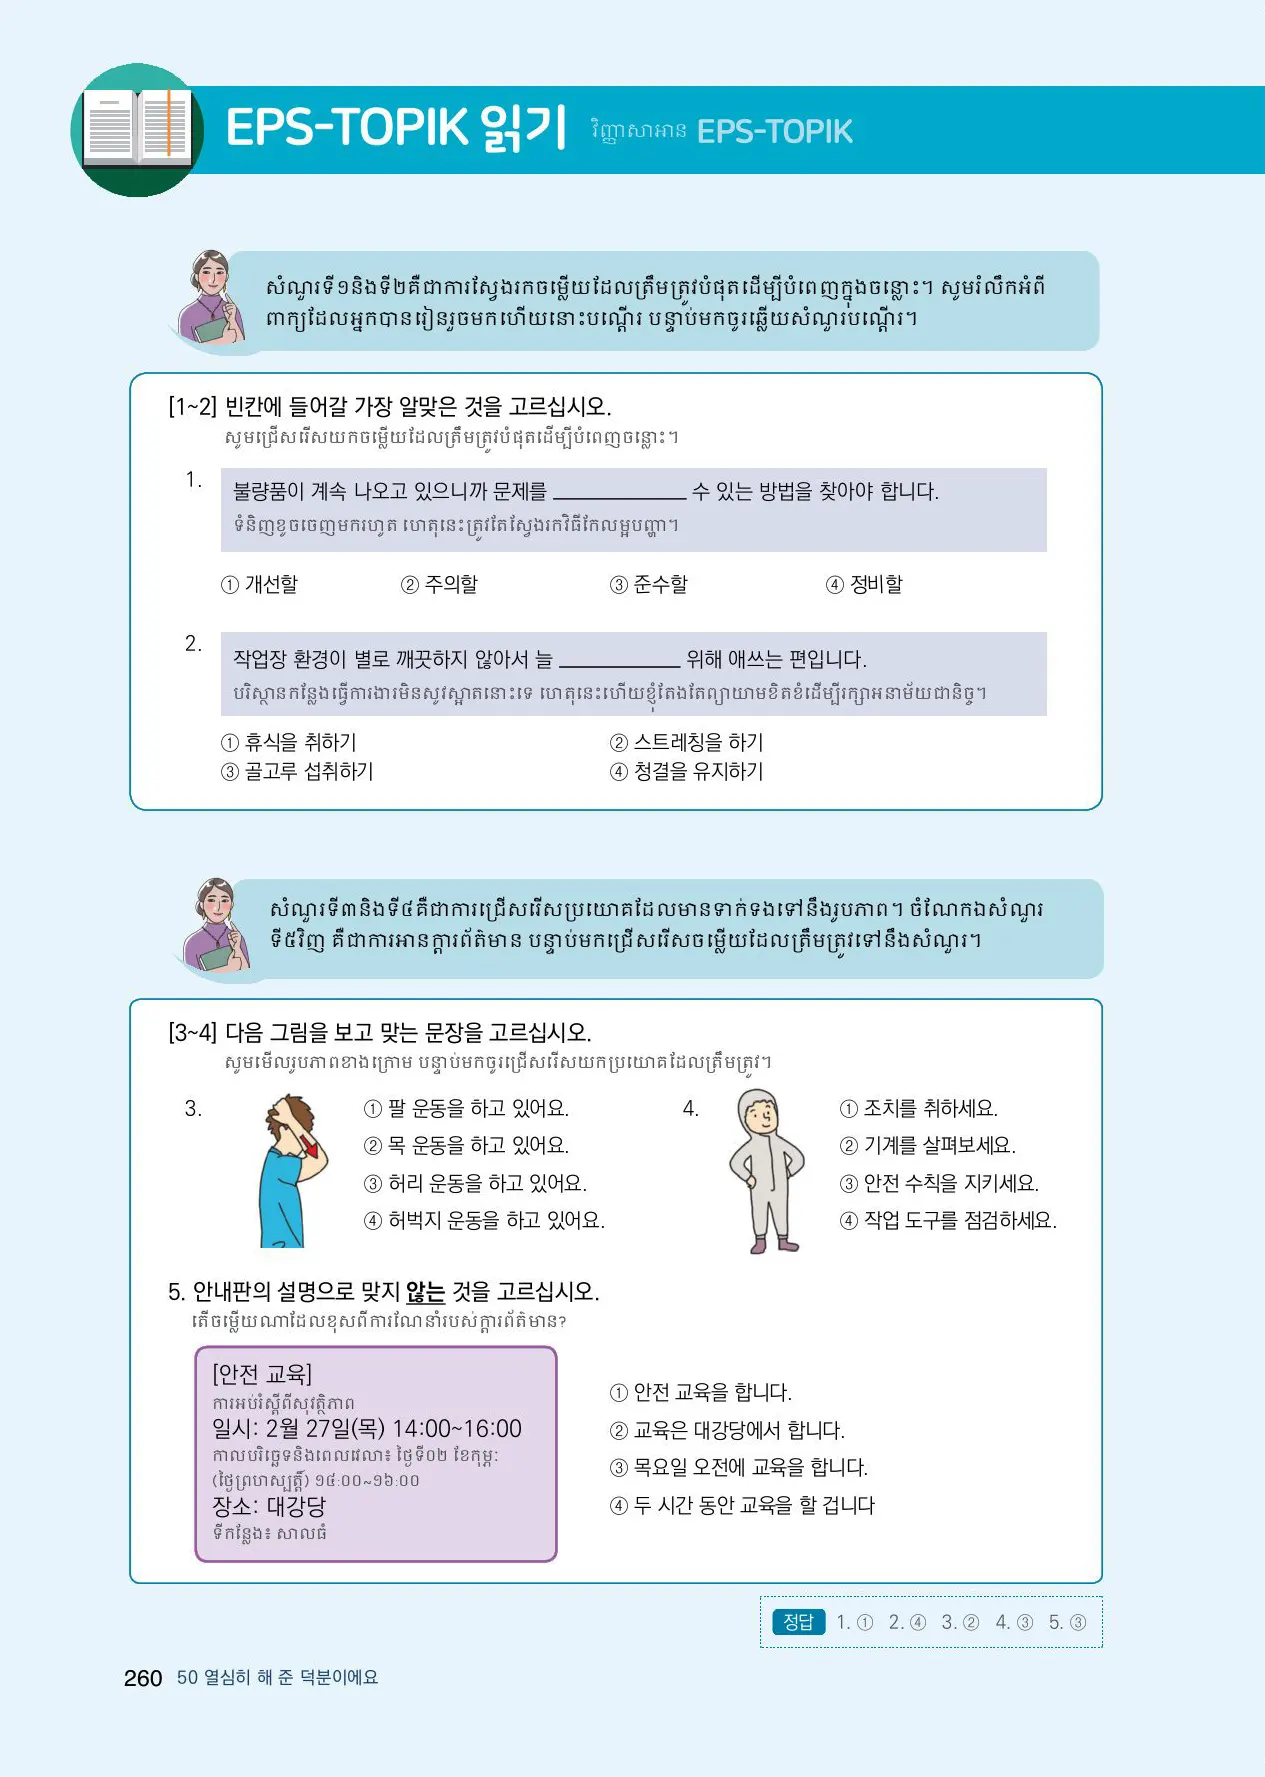 EPS-TOPIK 읽기 វិញ្ញាសាអាន EPS-TOPIK
សំណួរទី១និងទី២គឺជាការស្វែងរកចម្លើយដែលត្រឹមត្រូវបំផុតដើម្បីបំពេញក្នុងចន្លោះ។ សូមរំលឹកអំពី
ពាក្យដែលអ្នកបានរៀនរួចមកហើយនោះបណ្ដើរ បន្ទាប់មកចូរឆ្លើយសំណួរបណ្ដើរ។
[1~2] 빈칸에 들어갈 가장 알맞은 것을 고르십시오.
សូមជ្រើសរើសយកចម្លើយដែលត្រឹមត្រូវបំផុតដើម្បីបំពេញចន្លោះ។
1. 불량품이 계속 나오고 있으니까 문제를 ____________ 수 있는 방법을 찾아야 합니다.
ទំនិញខូចចេញមករហូត ហេតុនេះត្រូវតែស្វែងរកវិធីកែលម្អបញ្ហា។
① 개선할 ② 주의할 ③ 준수할 ④ 정비할
2. 작업장 환경이 별로 깨끗하지 않아서 늘 ____________ 위해 애쓰는 편입니다.
បរិស្ថានកន្លែងធ្វើការងារមិនសូវស្អាតនោះទេ ហេតុនេះហើយខ្ញុំតែងតែព្យាយាមខិតខំដើម្បីរក្សាអនាម័យជានិច្ច។
① 휴식을 취하기 ② 스트레칭을 하기
③ 골고루 섭취하기 ④ 청결을 유지하기
សំណួរទី៣និងទី៤គឺជាការជ្រើសរើសប្រយោគដែលមានទាក់ទងទៅនឹងរូបភាព។ ចំណែកឯសំណួរ
ទី៥វិញ គឺជាការអានក្ដារព័ត៌មាន បន្ទាប់មកជ្រើសរើសចម្លើយដែលត្រឹមត្រូវទៅនឹងសំណួរ។
[3~4] 다음 그림을 보고 맞는 문장을 고르십시오.
សូមមើលរូបភាពខាងក្រោម បន្ទាប់មកចូរជ្រើសរើសយកប្រយោគដែលត្រឹមត្រូវ។
3. ① 팔 운동을 하고 있어요.
② 목 운동을 하고 있어요.
③ 허리 운동을 하고 있어요.
④ 허벅지 운동을 하고 있어요.
4. ① 조치를 취하세요.
② 기계를 살펴보세요.
③ 안전 수칙을 지키세요.
④ 작업 도구를 점검하세요.
5. 안내판의 설명으로 맞지 않는 것을 고르십시오.
តើចម្លើយណាដែលខុសពីការណែនាំរបស់ក្ដារព័ត៌មាន?
[안전 교육]
ការអប់រំស្ដីពីសុវត្ថិភាព
일시: 2월 27일(목) 14:00~16:00
កាលបរិច្ឆេទនិងពេលវេលា៖ ថ្ងៃទី០២ ខែកុម្ភៈ
(ថ្ងៃព្រហស្បត្តិ៍) ១៤:០០~១៦:០០
장소: 대강당
ទីកន្លែង៖ សាលធំ
① 안전 교육을 합니다.
② 교육은 대강당에서 합니다.
③ 목요일 오전에 교육을 합니다.
④ 두 시간 동안 교육을 할 겁니다
정답 1. ① 2. ④ 3. ② 4. ③ 5. ③
260 50 열심히 해 준 덕분이에요